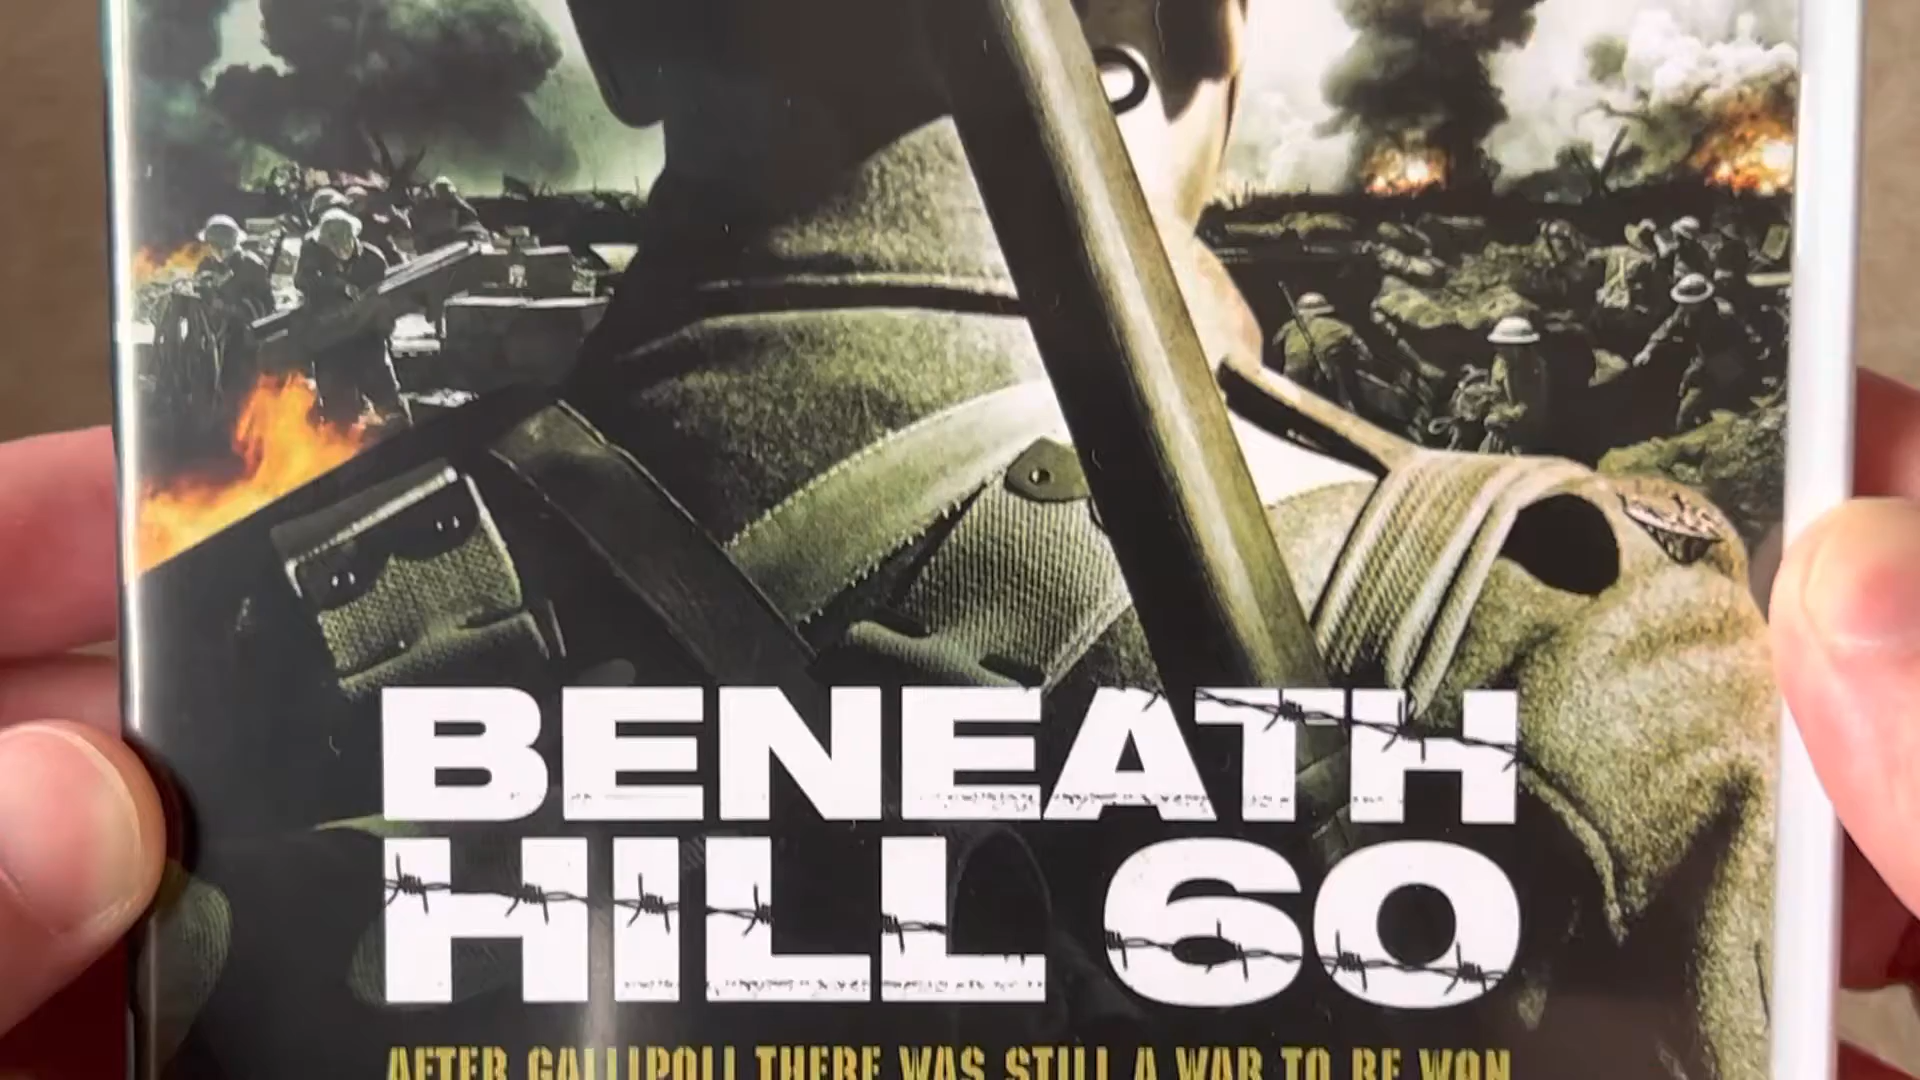 BENEATH
HILL 60
AFTER GALLIPOLI THERE WAS STILL A WAR TO BE WON